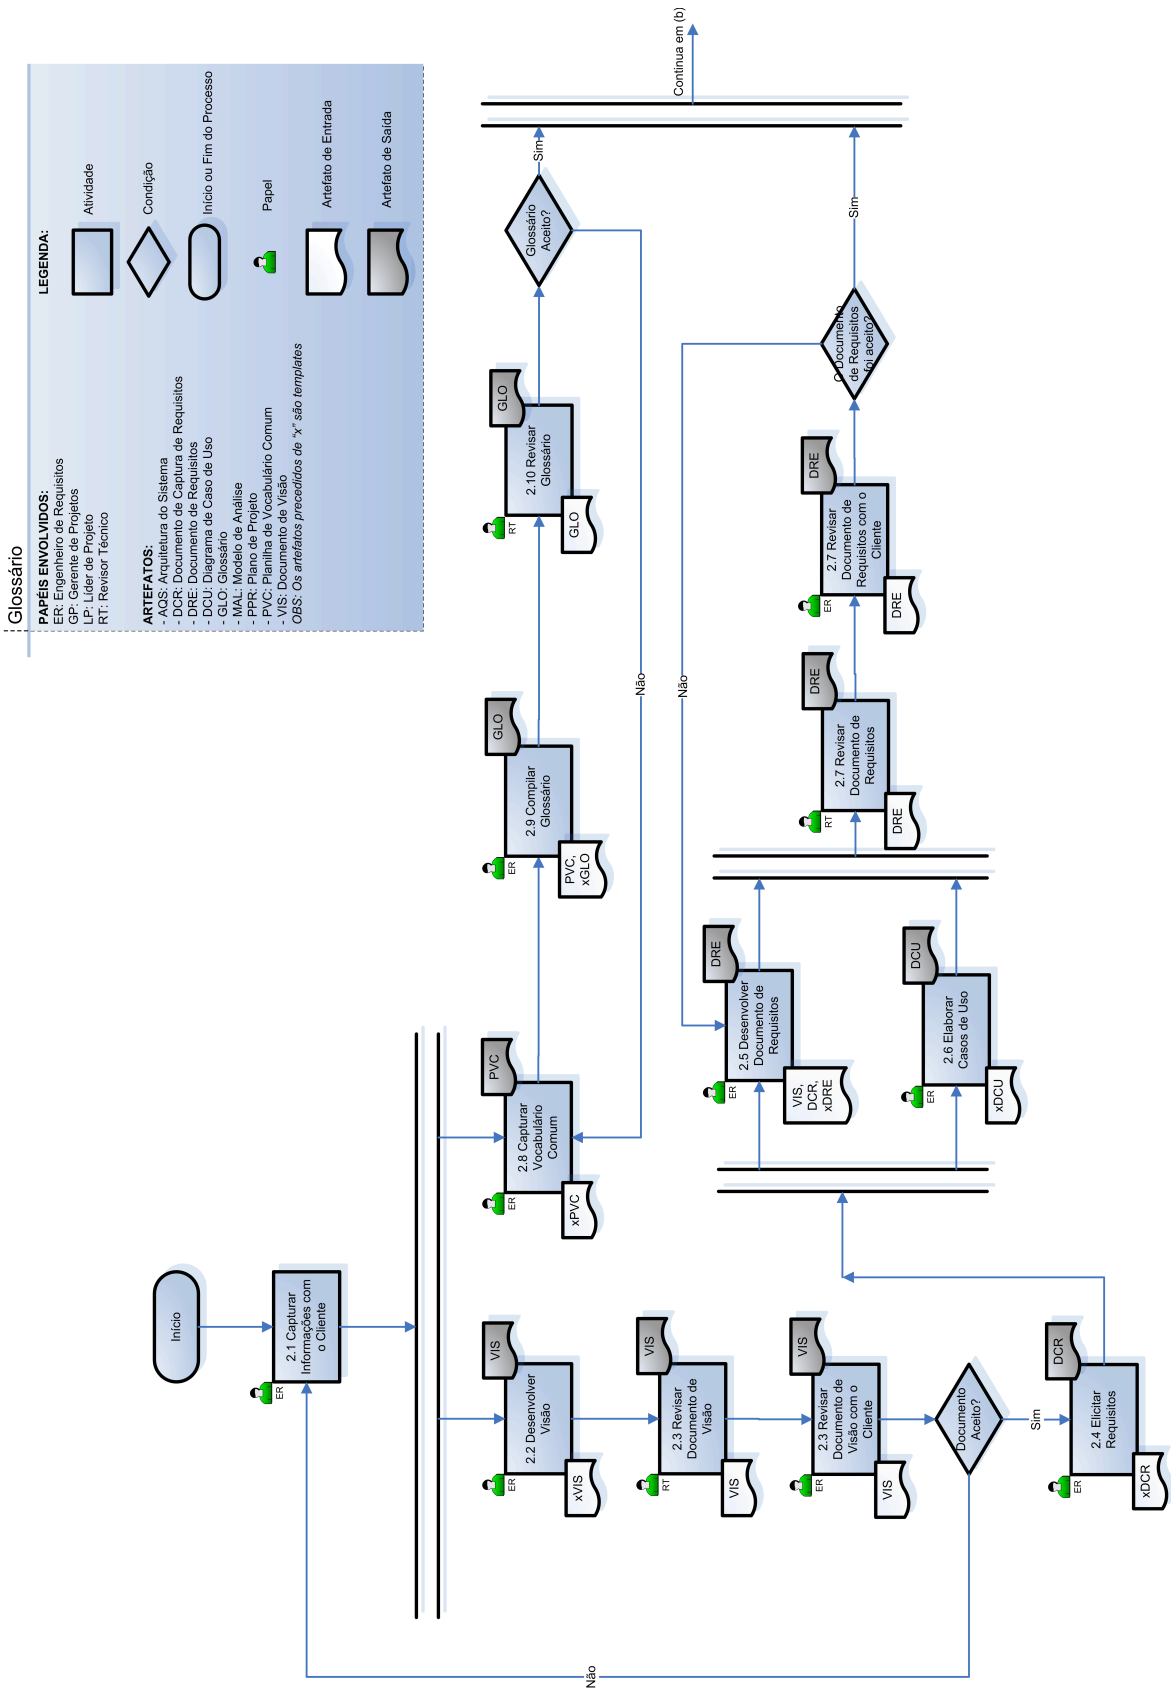 Glossário
PAPÉIS ENVOLVIDOS:
ER: Engenheiro de Requisitos
GP: Gerente de Projetos
LP: Líder de Projeto
RT: Revisor Técnico
ARTEFATOS:
- AQS: Arquitetura do Sistema
- DCR: Documento de Captura de Requisitos
- DRE: Documento de Requisitos
- DCU: Diagrama de Caso de Uso
- GLO: Glossário
- MAL: Modelo de Análise
- PPR: Plano de Projeto
- PVC: Planilha de Vocabulário Comum
- VIS: Documento de Visão
OBS: Os artefatos precedidos de “x” são templates
LEGENDA:
Atividade
Condição
Início ou Fim do Processo
Papel
Artefato de Entrada
Artefato de Saída
Início
ER
2.1 Capturar
Informações com
o Cliente
ER
xVIS
2.2 Desenvolver
Visão
VIS
RT
VIS
2.3 Revisar
Documento de
Visão
VIS
ER
VIS
2.3 Revisar
Documento de
Visão com o
Cliente
VIS
Documento
Aceito?
Não
Sim
ER
xDCR
2.4 Elicitar
Requisitos
DCR
ER
xPVC
2.8 Capturar
Vocabulário
Comum
PVC
ER
PVC,
xGLO
2.9 Compilar
Glossário
GLO
RT
GLO
2.10 Revisar
Glossário
GLO
Glossário
Aceito?
Não
Sim
ER
VIS,
DCR,
xDRE
2.5 Desenvolver
Documento de
Requisitos
DRE
ER
xDCU
2.6 Elaborar
Casos de Uso
DCU
RT
DRE
2.7 Revisar
Documento de
Requisitos
DRE
ER
DRE
2.7 Revisar
Documento de
Requisitos com o
Cliente
DRE
O Documento
de Requisitos
foi aceito?
Não
Sim
Continua em (b)